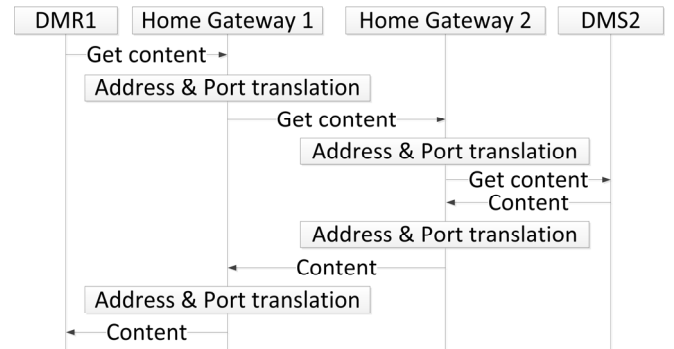 DMR1
Home Gateway 1
Home Gateway 2
DMS2
Get content
Address & Port translation
Get content
Address & Port translation
Get content
Content
Address & Port translation
Content
Address & Port translation
Content